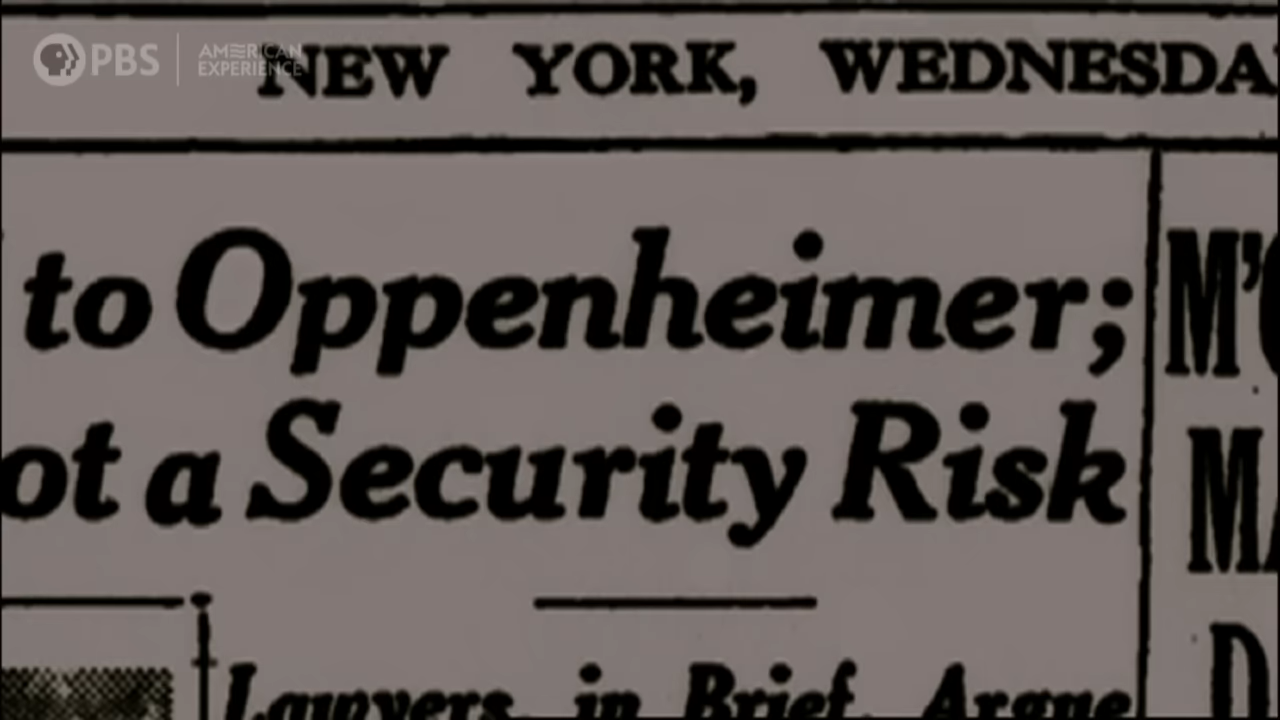 PBS
AMERICAN
EXPERIENCE
NEW YORK, WEDNESDA
to Oppenheimer;
ot a Security Risk
M'
MA
D
Lawyers, in Brief, Argue